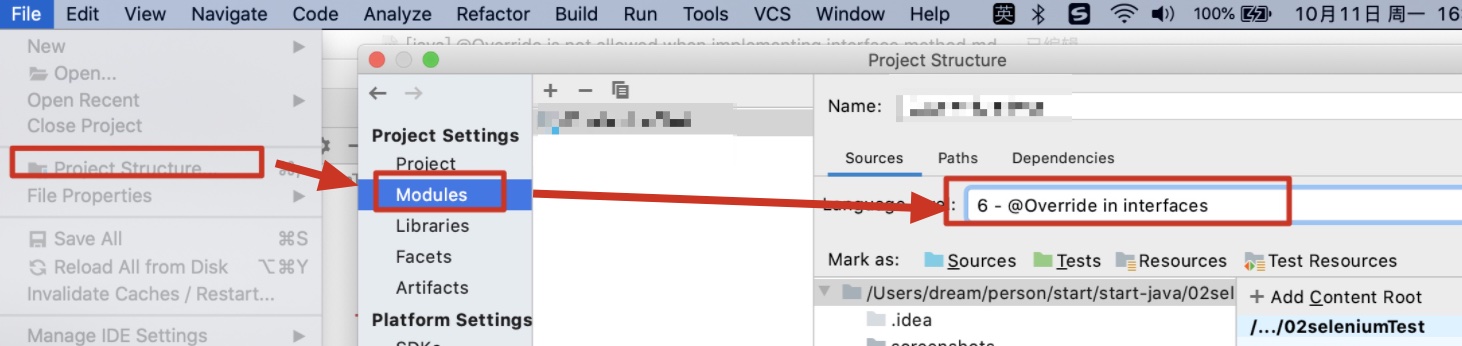 File Edit View Navigate Code Analyze Refactor Build Run Tools VCS Window Help 英 S 100% 10月11日 周一 16
New
Open...
Open Recent
Close Project
Project Structure...
File Properties
Save All ⌘S
Reload All from Disk ⌥⌘Y
Invalidate Caches / Restart...
Manage IDE Settings
[java] @Override is not allowed when implementing interface method.md — 已编辑
Project Structure
Project Settings
Project
Modules
Libraries
Facets
Artifacts
Platform Settings
SDKs
Name:
Sources Paths Dependencies
Language
6 - @Override in interfaces
Mark as: Sources Tests Resources Test Resources
/Users/dream/person/start/start-java/02sel
.idea
screenshots
+ Add Content Root
/.../02seleniumTest